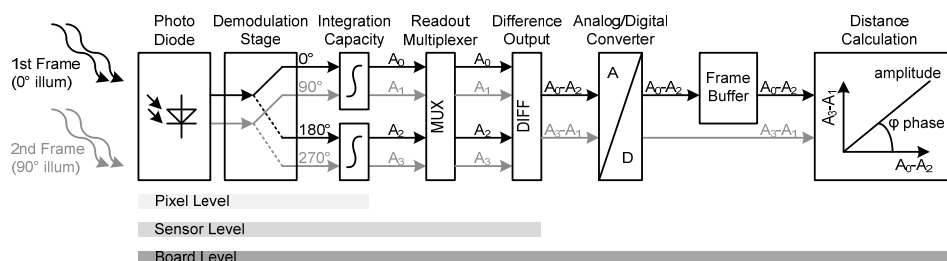 Photo Diode
Demodulation Stage
Integration Capacity
Readout Multiplexer
Difference Output
Analog/Digital Converter
Distance Calculation
1st Frame
(0° illum)
2nd Frame
(90° illum)
0°
90°
180°
270°
A₀
A₁
A₂
A₃
MUX
A₀
A₁
A₂
A₃
DIFF
A₀-A₂
A₃-A₁
A
D
A₀-A₂
Frame Buffer
A₀-A₂
A₃-A₁
A₃-A₁
amplitude
φ phase
A₀-A₂
Pixel Level
Sensor Level
Board Level